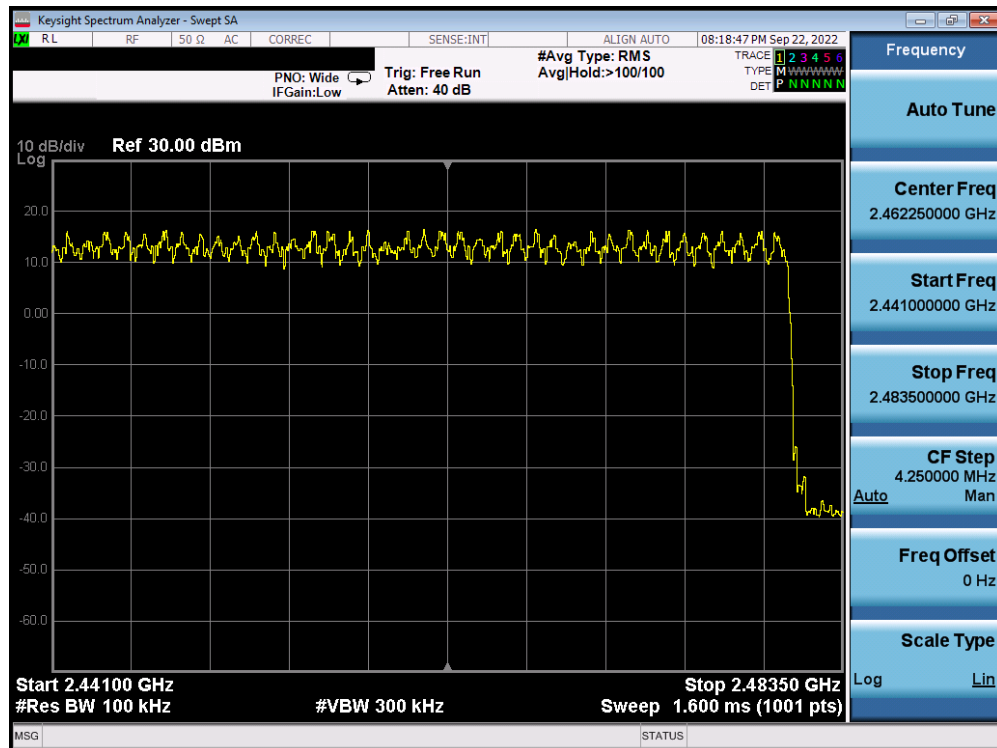 Keysight Spectrum Analyzer - Swept SA
LXI RL RF 50 Ω AC CORREC SENSE:INT ALIGN AUTO 08:18:47 PM Sep 22, 2022
PNO: Wide
IFGain:Low
Trig: Free Run
Atten: 40 dB
#Avg Type: RMS
Avg|Hold:>100/100
TRACE 1 2 3 4 5 6
TYPE M WWWWW
DET P N N N N N
10 dB/div
Log
Ref 30.00 dBm
20.0
10.0
0.00
-10.0
-20.0
-30.0
-40.0
-50.0
-60.0
Start 2.44100 GHz
Stop 2.48350 GHz
#Res BW 100 kHz
#VBW 300 kHz
Sweep 1.600 ms (1001 pts)
MSG
STATUS
Frequency
Auto Tune
Center Freq
2.462250000 GHz
Start Freq
2.441000000 GHz
Stop Freq
2.483500000 GHz
CF Step
4.250000 MHz
Auto Man
Freq Offset
0 Hz
Scale Type
Log Lin